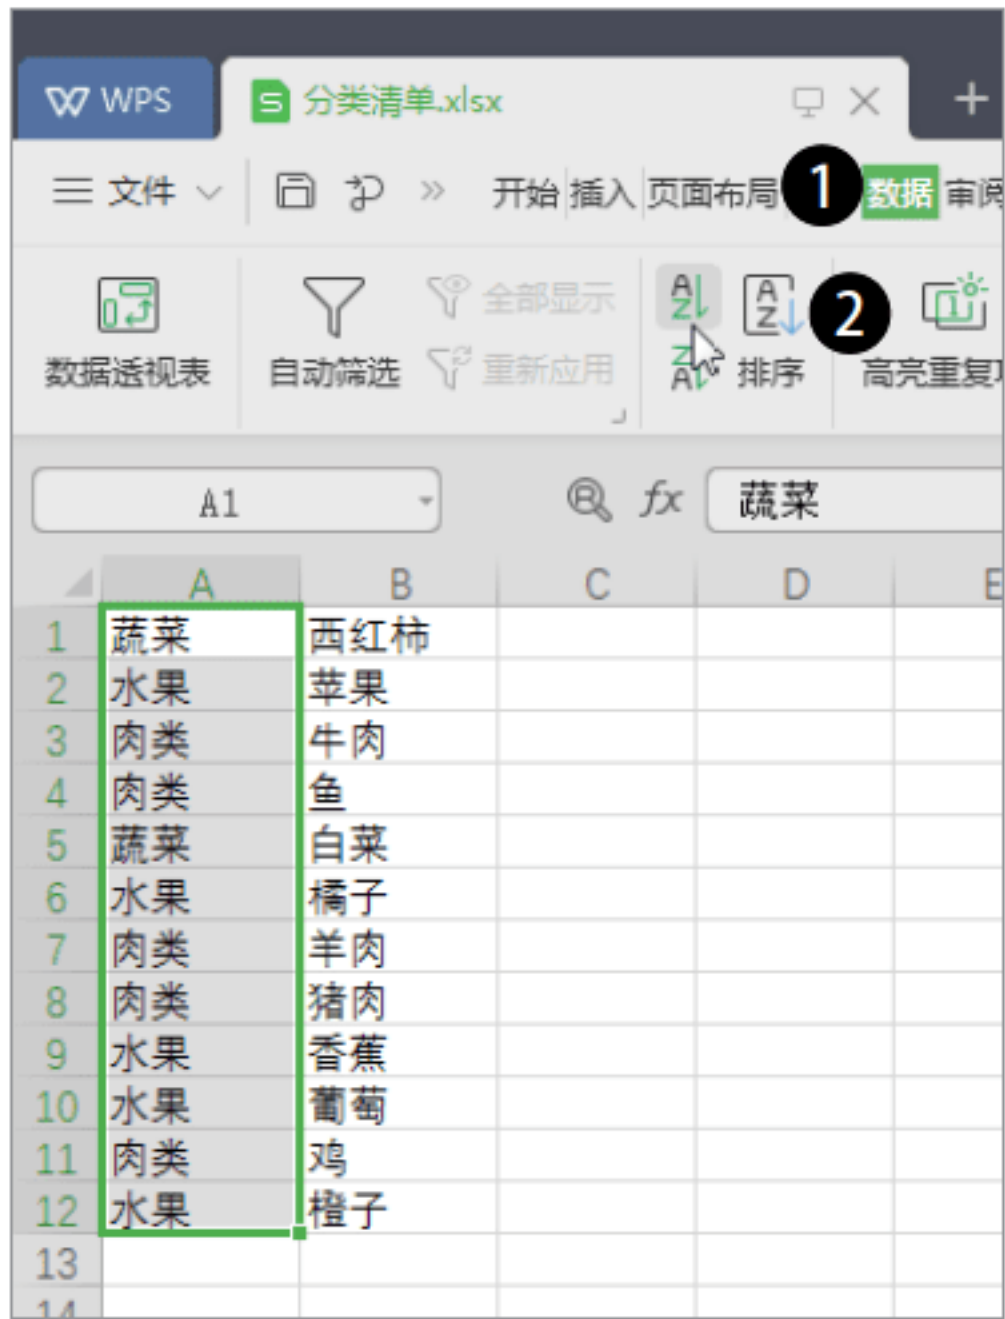 WPS 分类清单.xlsx
文件 开始 插入 页面布局 1 数据 审阅
全部显示 2
数据透视表 自动筛选 重新应用 排序 高亮重复项
A1 fx 蔬菜
A B C D E
1 蔬菜 西红柿
2 水果 苹果
3 肉类 牛肉
4 肉类 鱼
5 蔬菜 白菜
6 水果 橘子
7 肉类 羊肉
8 肉类 猪肉
9 水果 香蕉
10 水果 葡萄
11 肉类 鸡
12 水果 橙子
13
14